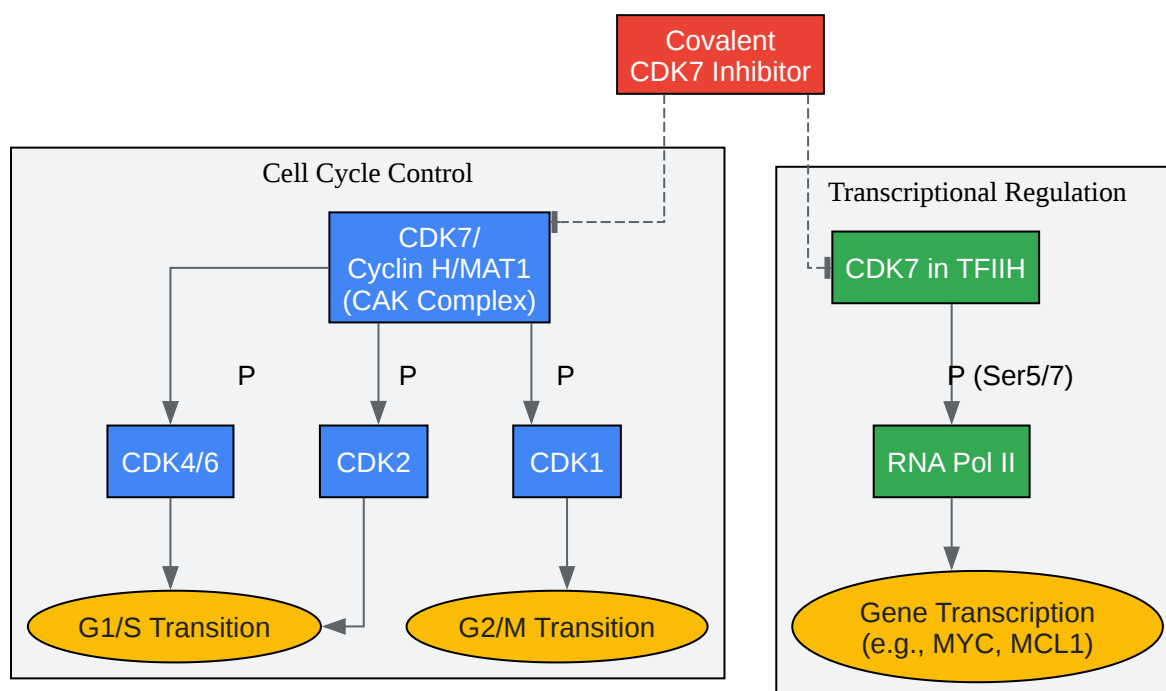 Covalent
CDK7 Inhibitor
Cell Cycle Control
CDK7/
Cyclin H/MAT1
(CAK Complex)
P
P
P
CDK4/6
CDK2
CDK1
G1/S Transition
G2/M Transition
Transcriptional Regulation
CDK7 in TFIIH
P (Ser5/7)
RNA Pol II
Gene Transcription
(e.g., MYC, MCL1)